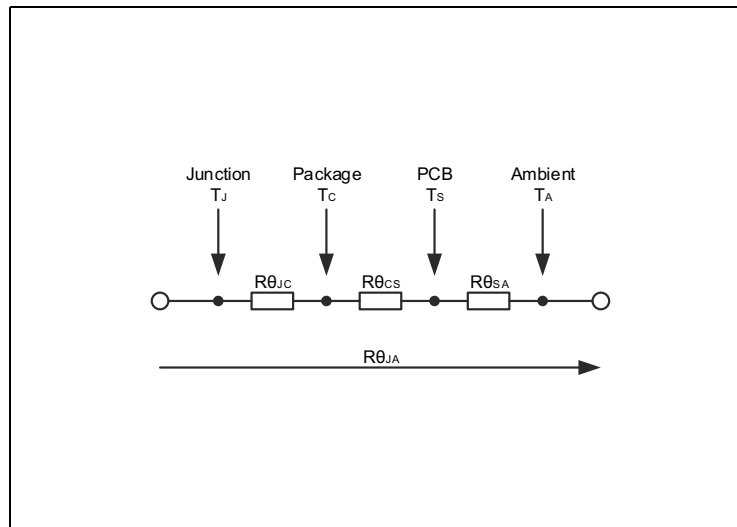 Junction Package PCB Ambient
TJ TC TS TA
RθJC RθCS RθSA
RθJA